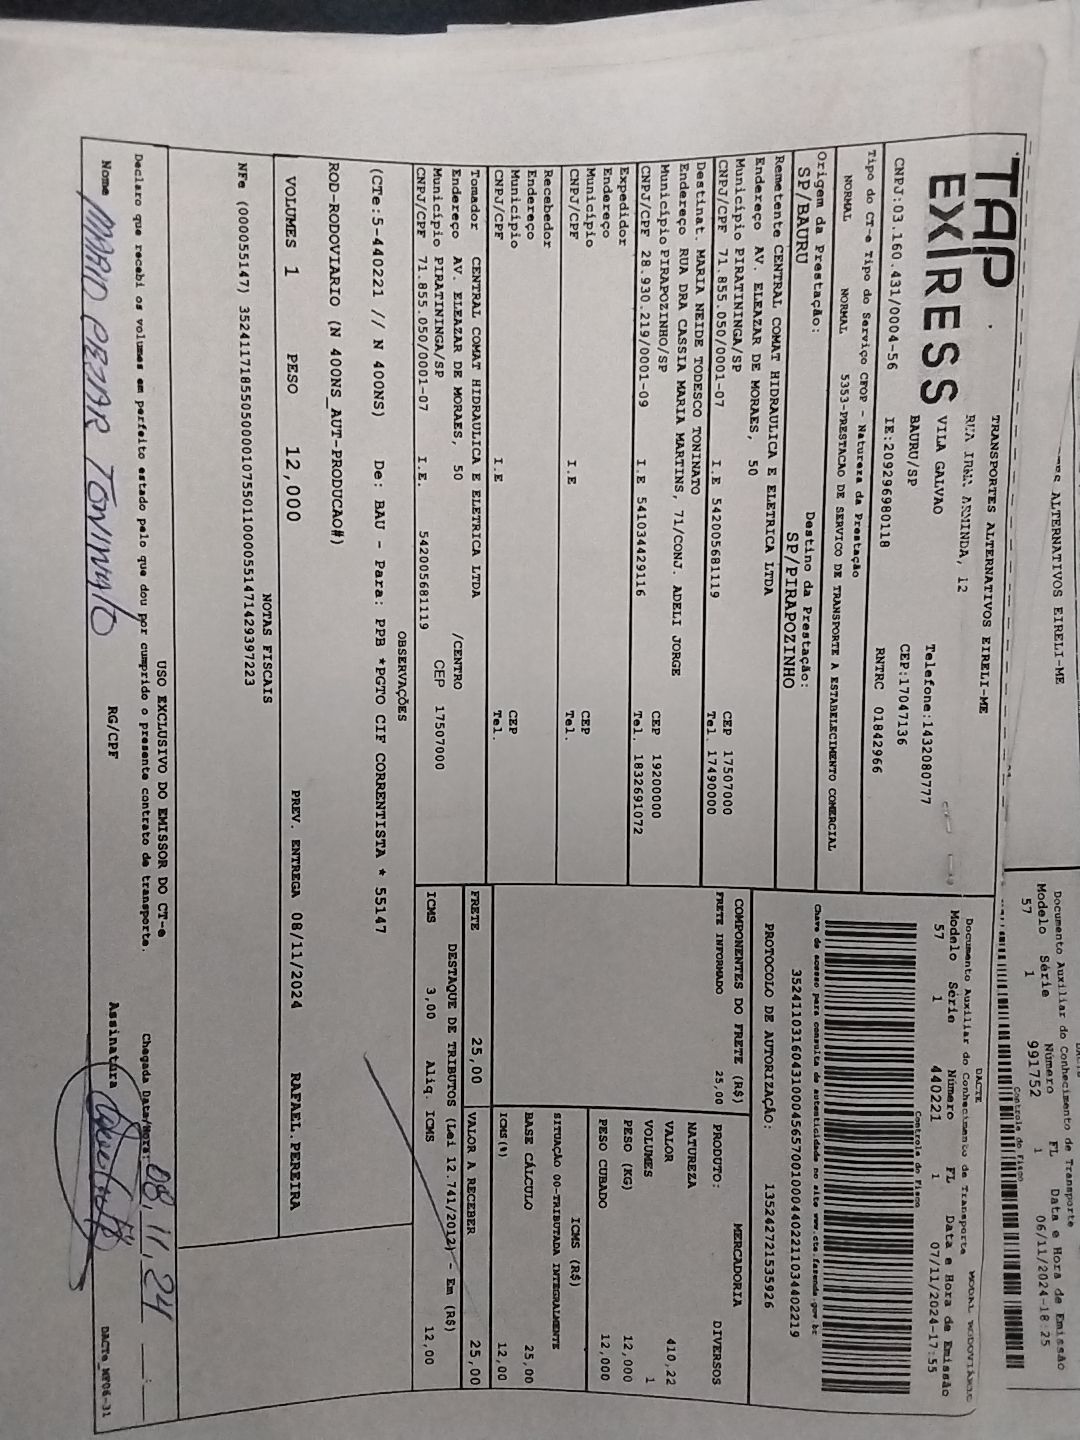 ALTERNATIVOS EIRELI-ME
Documento Auxiliar do Conhecimento de Transporte
Modelo Série Número FL Data e Hora de Emissão
57 1 991752 1 06/11/2024-18:25
Controle do Fisco
TAP EXPRESS
TRANSPORTES ALTERNATIVOS EIRELI-ME
RUA IRMA ARMINDA, 12
VILA GALVAO Telefone:1432080777
BAURU/SP CEP:17047136
CNPJ:03.160.431/0004-56 IE:209296980118 RNTRC 01842966
DACTE MODAL RODOVIÁRIO
Documento Auxiliar do Conhecimento de Transporte
Modelo Série Número FL Data e Hora de Emissão
57 1 440221 1 07/11/2024-17:55
Controle do Fisco
Tipo do CT-e Tipo do Serviço CFOP - Natureza da Prestação
NORMAL NORMAL 5353-PRESTACAO DE SERVICO DE TRANSPORTE A ESTABELECIMENTO COMERCIAL
Chave de acesso para consulta de autenticidade no site www.cte.fazenda.gov.br
35241103160431000456570010004402211034402219
PROTOCOLO DE AUTORIZAÇÃO: 135242721535926
Origem da Prestação: Destino da Prestação:
SP/BAURU SP/PIRAPOZINHO
Remetente CENTRAL COMAT HIDRAULICA E ELETRICA LTDA
Endereço AV. ELEAZAR DE MORAES, 50
Município PIRATININGA/SP CEP 17507000
CNPJ/CPF 71.855.050/0001-07 I.E 542005681119 Tel. 17490000
Destinat. MARIA NEIDE TODESCO TONINATO
Endereço RUA DRA CASSIA MARIA MARTINS, 71/CONJ. ADELI JORGE
Município PIRAPOZINHO/SP CEP 19200000
CNPJ/CPF 28.930.219/0001-09 I.E 541034429116 Tel. 1832691072
Expedidor
Endereço
Município CEP
CNPJ/CPF I.E Tel.
Recebedor
Endereço
Município CEP
CNPJ/CPF I.E Tel.
Tomador CENTRAL COMAT HIDRAULICA E ELETRICA LTDA
Endereço AV. ELEAZAR DE MORAES, 50 /CENTRO
Município PIRATININGA/SP CEP 17507000
CNPJ/CPF 71.855.050/0001-07 I.E. 542005681119
COMPONENTES DO FRETE (R$)
FRETE INFORMADO 25,00
PRODUTO: MERCADORIA
NATUREZA DIVERSOS
VALOR 410,22
VOLUMES 1
PESO (KG) 12,000
PESO CUBADO 12,000
ICMS (R$)
SITUAÇÃO 00-TRIBUTADA INTEGRALMENTE
BASE CÁLCULO 25,00
ICMS(%) 12,00
FRETE 25,00 VALOR A RECEBER 25,00
DESTAQUE DE TRIBUTOS (Lei 12.741/2012) - Em (R$)
ICMS 3,00 Aliq. ICMS 12,00
OBSERVAÇÕES
(CTe:5-440221 // N 400NS) De: BAU - Para: PPB *PGTO CIF CORRENTISTA * 55147
ROD-RODOVIARIO (N 400NS_AUT-PRODUCAO#)
VOLUMES 1 PESO 12,000 PREV. ENTREGA 08/11/2024 RAFAEL.PEREIRA
NOTAS FISCAIS
NFe (000055147) 35241171855050000107550110000551471429397223
USO EXCLUSIVO DO EMISSOR DO CT-e
Declaro que recebi os volumes em perfeito estado pelo que dou por cumprido o presente contrato de transporte. Chegada Data/Hora: 08, 11, 24 __:__
Nome MARIO CEZAR TONINATO RG/CPF Assinatura DACTe_MP06-31